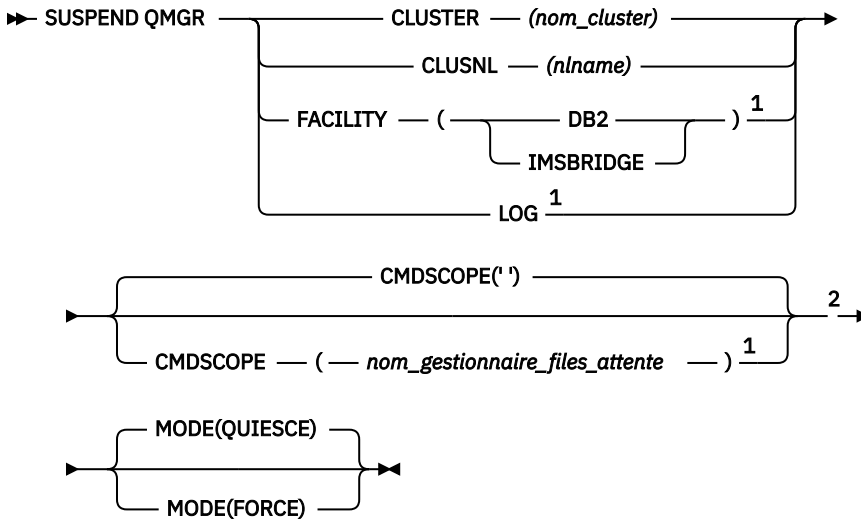 SUSPEND QMGR CLUSTER (nom_cluster)
CLUSNL (nlname)
FACILITY ( DB2 ) 1
IMSBRIDGE
LOG 1
CMDSCOPE(' ')
2
CMDSCOPE ( nom_gestionnaire_files_attente ) 1
MODE(QUIESCE)
MODE(FORCE)